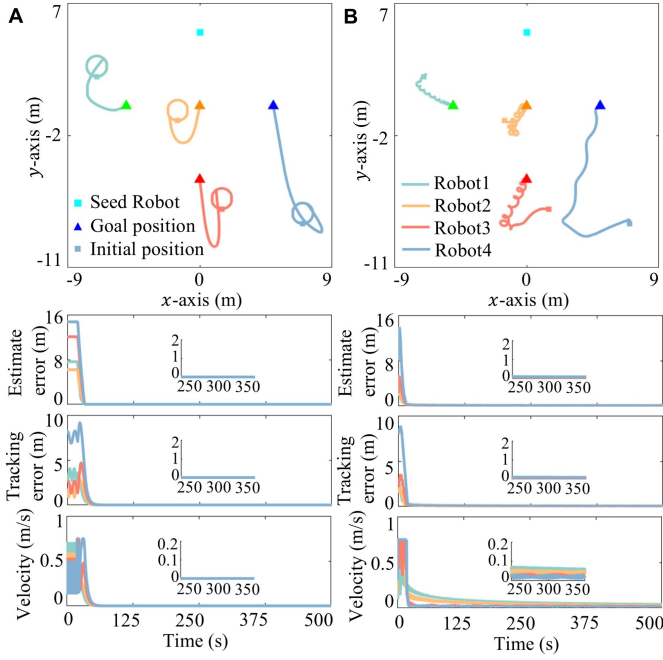 A
7
-2
-11
y-axis (m)
-9
0
9
x-axis (m)
Seed Robot
Goal position
Initial position
B
7
-2
-11
y-axis (m)
-9
0
9
x-axis (m)
Robot1
Robot2
Robot3
Robot4
Estimate
error (m)
16
8
0
2
1
0
250 300 350
Estimate
error (m)
16
8
0
2
1
0
250 300 350
Tracking
error (m)
10
5
0
2
1
0
250 300 350
Tracking
error (m)
10
5
0
2
1
0
250 300 350
Velocity (m/s)
1
0.5
0
0.2
0.1
0
250 300 350
0
125
250
375
500
Time (s)
Velocity (m/s)
1
0.5
0
0.2
0.1
0
250 300 350
0
125
250
375
500
Time (s)